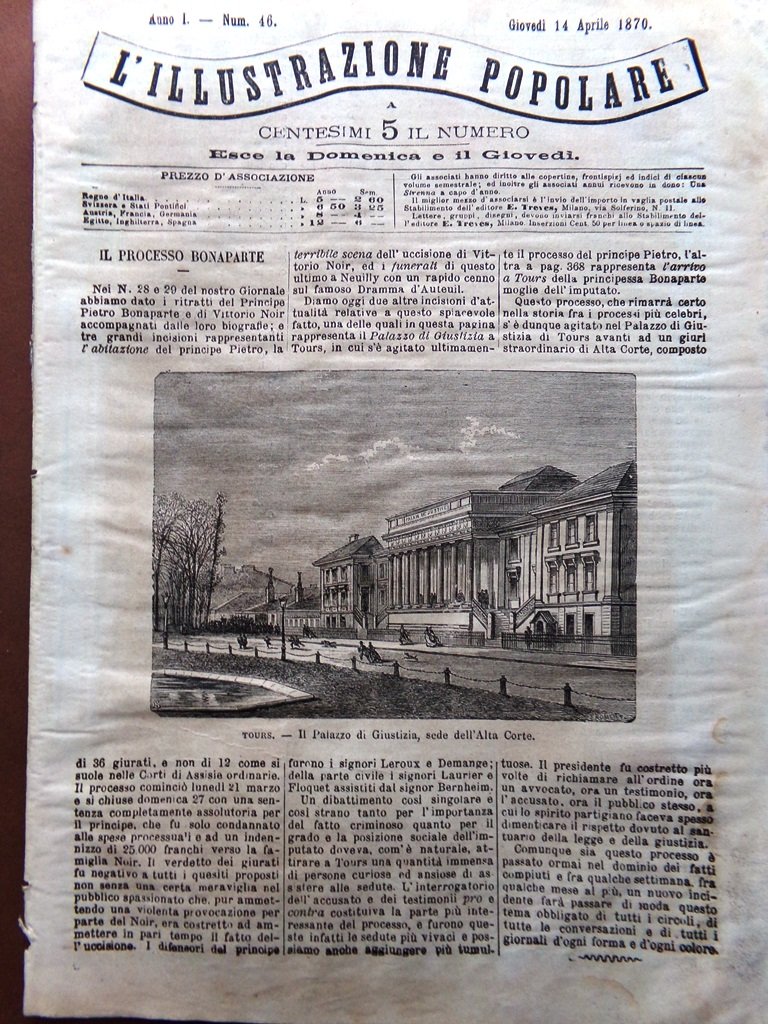 Anno I. — Num. 46.
Giovedì 14 Aprile 1870.
L'ILLUSTRAZIONE POPOLARE
A
CENTESIMI 5 IL NUMERO
Esce la Domenica e il Giovedì.
PREZZO D'ASSOCIAZIONE
Anno Sem.
Regno d'Italia. L. 5 — 2 60
Svizzera e Stati Pontifici » 6 50 3 25
Austria, Francia, Germania » 8 — 4 —
Egitto, Inghilterra, Spagna » 12 — 6 —
Gli associati hanno diritto alle copertine, frontispizj ed indici di ciascun
volume semestrale; ed inoltre gli associati annui ricevono in dono: Una
Strenna a capo d'anno.
Il miglior mezzo d'associarsi è l'invio dell'importo in vaglia postale allo
Stabilimento dell'editore E. Treves, Milano, via Solferino, N. 11.
Lettere, gruppi, disegni, devono inviarsi franchi allo Stabilimento del-
l'editore E. Treves, Milano. Inserzioni Cent. 50 per linea o spazio di linea.
IL PROCESSO BONAPARTE
Nei N. 28 e 29 del nostro Giornale
abbiamo dato i ritratti del Principe
Pietro Bonaparte e di Vittorio Noir
accompagnati dalle loro biografie; e
tre grandi incisioni rappresentanti
l'abitazione del principe Pietro, la
terribile scena dell'uccisione di Vit-
torio Noir, ed i funerali di questo
ultimo a Neuilly con un rapido cenno
sul famoso Dramma d'Auteuil.
Diamo oggi due altre incisioni d'at-
tualità relative a questo spiacevole
fatto, una delle quali in questa pagina
rappresenta il Palazzo di Giustizia a
Tours, in cui s'è agitato ultimamen-
te il processo del principe Pietro, l'al-
tra a pag. 368 rappresenta l'arrivo
a Tours della principessa Bonaparte
moglie dell'imputato.
Questo processo, che rimarrà certo
nella storia fra i processi più celebri,
s'è dunque agitato nel Palazzo di Giu-
stizia di Tours avanti ad un giurì
straordinario di Alta Corte, composto
TOURS. — Il Palazzo di Giustizia, sede dell'Alta Corte.
di 36 giurati, e non di 12 come si
suole nelle Corti di Assisie ordinarie.
Il processo cominciò lunedì 21 marzo
e si chiuse domenica 27 con una sen-
tenza completamente assolutoria per
il principe, che fu solo condannato
alle spese processuali e ad un inden-
nizzo di 25 000 franchi verso la fa-
miglia Noir. Il verdetto dei giurati
fu negativo a tutti i quesiti proposti
non senza una certa meraviglia nel
pubblico spassionato che, pur ammet-
tendo una violenta provocazione per
parte del Noir, era costretto ad am-
mettere in pari tempo il fatto del-
l'uccisione. I difensori del principe
furono i signori Leroux e Demange;
della parte civile i signori Laurier e
Floquet assistiti dal signor Bernheim.
Un dibattimento così singolare e
così strano tanto per l'importanza
del fatto criminoso quanto per il
grado e la posizione sociale dell'im-
putato doveva, com'è naturale, at-
tirare a Tours una quantità immensa
di persone curiose ed ansiose di as-
sistere alle sedute. L'interrogatorio
dell'accusato e dei testimonii pro e
contra costituiva la parte più inte-
ressante del processo, e furono que-
ste infatti le sedute più vivaci e pos-
siamo anche aggiungere più tumul-
tuose. Il presidente fu costretto più
volte di richiamare all'ordine ora
un avvocato, ora un testimonio, ora
l'accusato, ora il pubblico stesso, a
cui lo spirito partigiano faceva spesso
dimenticare il rispetto dovuto al san-
tuario della legge e della giustizia.
Comunque sia questo processo è
passato ormai nel dominio dei fatti
compiuti e fra qualche settimana, fra
qualche mese al più, un nuovo inci-
dente farà passare di moda questo
tema obbligato di tutti i circoli, di
tutte le conversazioni e di tutti i
giornali d'ogni forma e d'ogni colore.